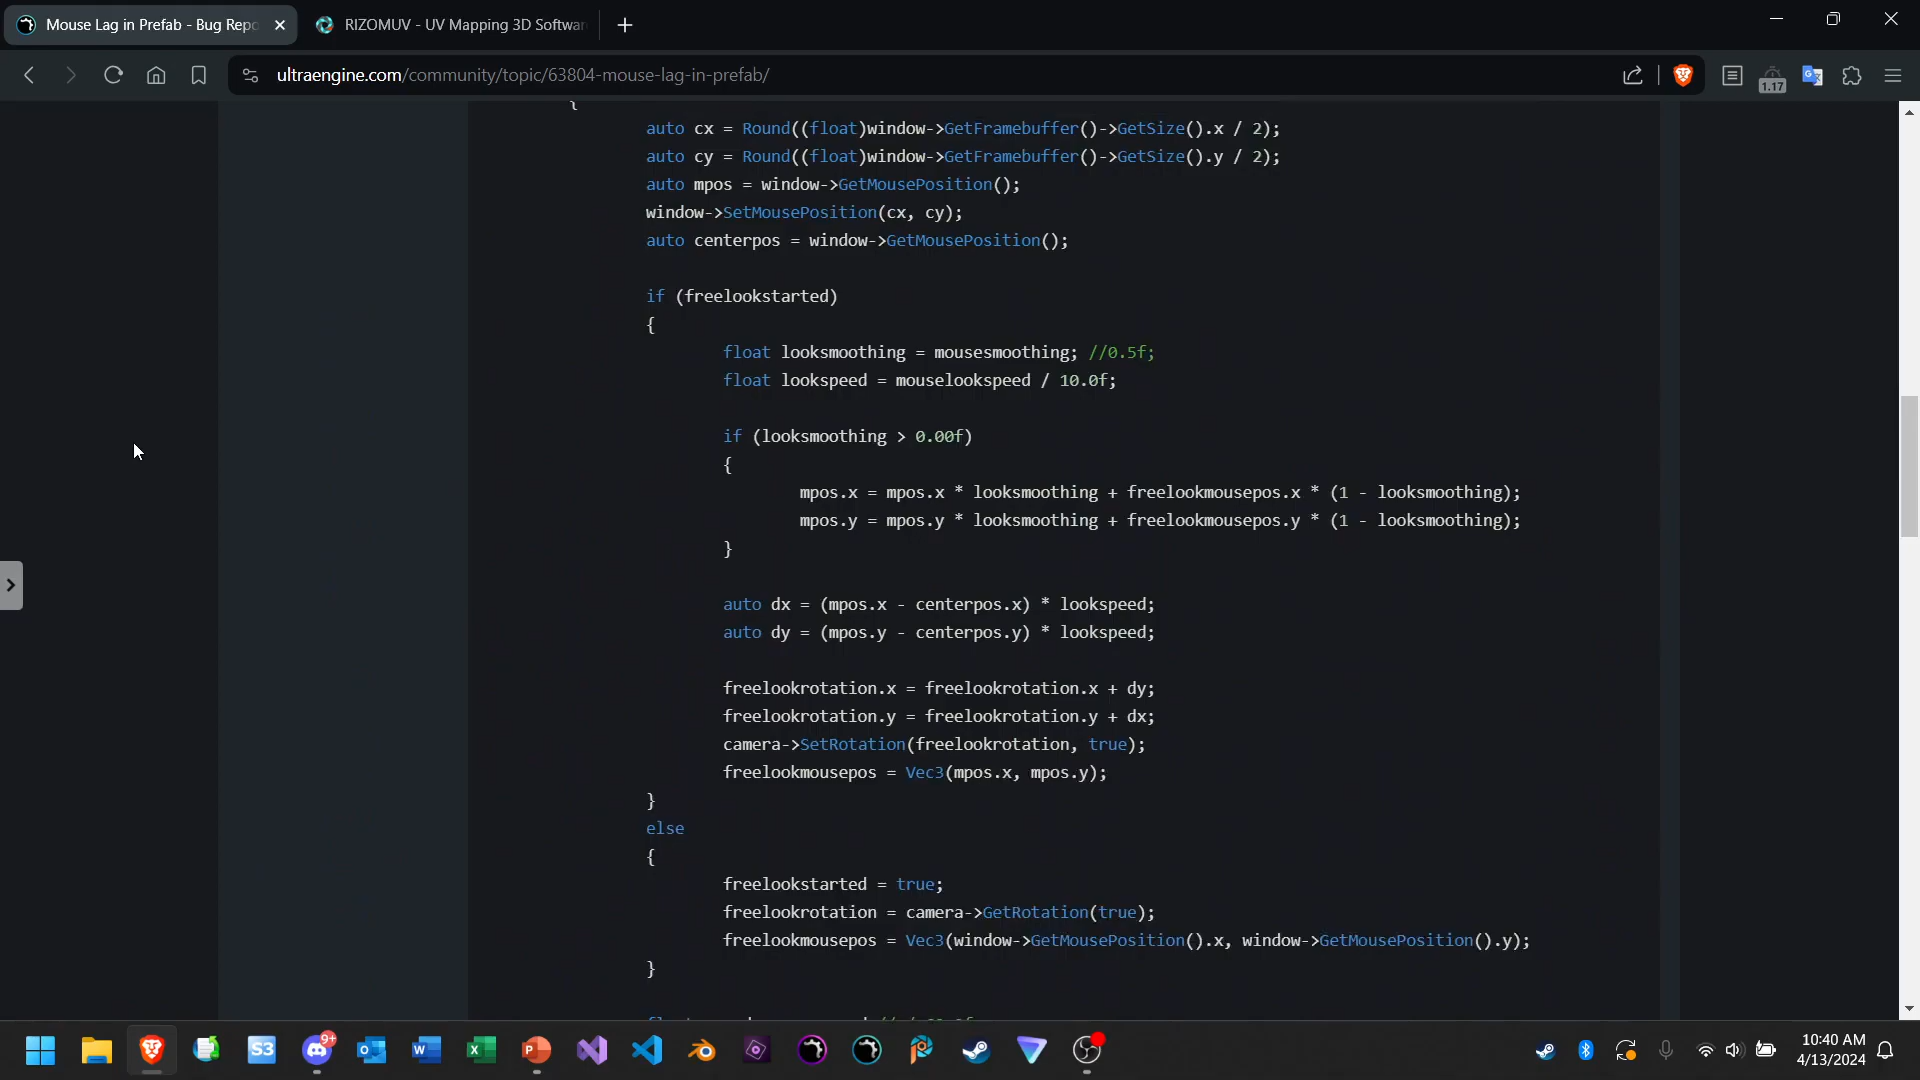 Mouse Lag in Prefab - Bug Repo
RIZOMUV - UV Mapping 3D Softwar
ultraengine.com/community/topic/63804-mouse-lag-in-prefab/
1.17
{
auto cx = Round((float)window->GetFramebuffer()->GetSize().x / 2);
auto cy = Round((float)window->GetFramebuffer()->GetSize().y / 2);
auto mpos = window->GetMousePosition();
window->SetMousePosition(cx, cy);
auto centerpos = window->GetMousePosition();
if (freelookstarted)
{
float looksmoothing = mousesmoothing; //0.5f;
float lookspeed = mouselookspeed / 10.0f;
if (looksmoothing > 0.00f)
{
mpos.x = mpos.x * looksmoothing + freelookmousepos.x * (1 - looksmoothing);
mpos.y = mpos.y * looksmoothing + freelookmousepos.y * (1 - looksmoothing);
}
auto dx = (mpos.x - centerpos.x) * lookspeed;
auto dy = (mpos.y - centerpos.y) * lookspeed;
freelookrotation.x = freelookrotation.x + dy;
freelookrotation.y = freelookrotation.y + dx;
camera->SetRotation(freelookrotation, true);
freelookmousepos = Vec3(mpos.x, mpos.y);
}
else
{
freelookstarted = true;
freelookrotation = camera->GetRotation(true);
freelookmousepos = Vec3(window->GetMousePosition().x, window->GetMousePosition().y);
}
S3
9+
10:40 AM
4/13/2024